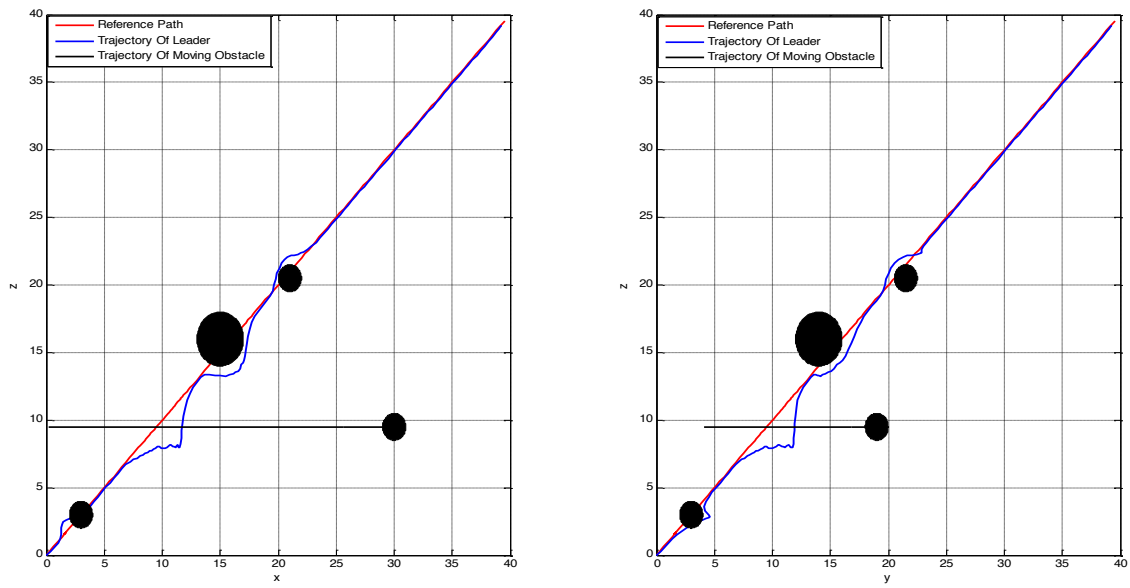 40
35
30
25
20
15
10
5
0
z
Reference Path
Trajectory Of Leader
Trajectory Of Moving Obstacle
0 5 10 15 20 25 30 35 40
x
40
35
30
25
20
15
10
5
0
z
Reference Path
Trajectory Of Leader
Trajectory Of Moving Obstacle
0 5 10 15 20 25 30 35 40
y